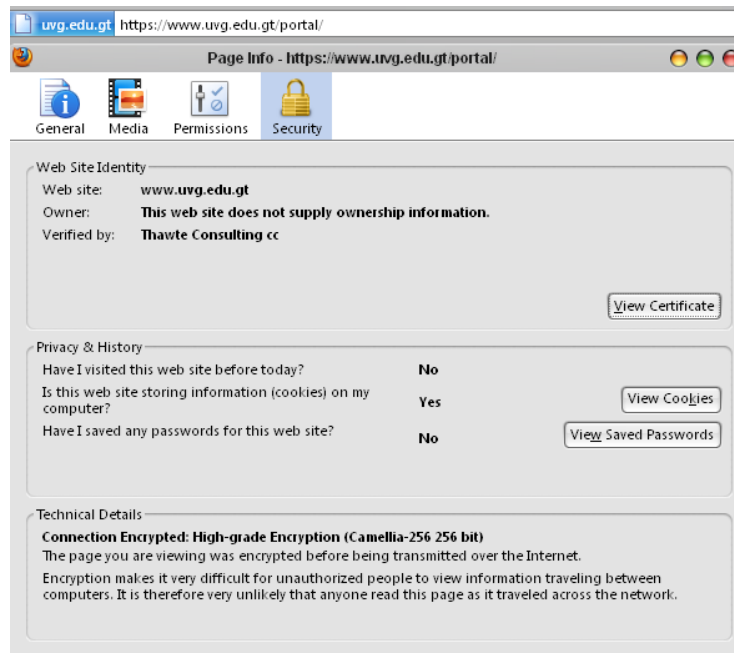 uvg.edu.gt https://www.uvg.edu.gt/portal/
Page Info - https://www.uvg.edu.gt/portal/
General Media Permissions Security
Web Site Identity
Web site: www.uvg.edu.gt
Owner: This web site does not supply ownership information.
Verified by: Thawte Consulting cc
View Certificate
Privacy & History
Have I visited this web site before today? No
Is this web site storing information (cookies) on my
computer? Yes View Cookies
Have I saved any passwords for this web site? No View Saved Passwords
Technical Details
Connection Encrypted: High-grade Encryption (Camellia-256 256 bit)
The page you are viewing was encrypted before being transmitted over the Internet.
Encryption makes it very difficult for unauthorized people to view information traveling between
computers. It is therefore very unlikely that anyone read this page as it traveled across the network.